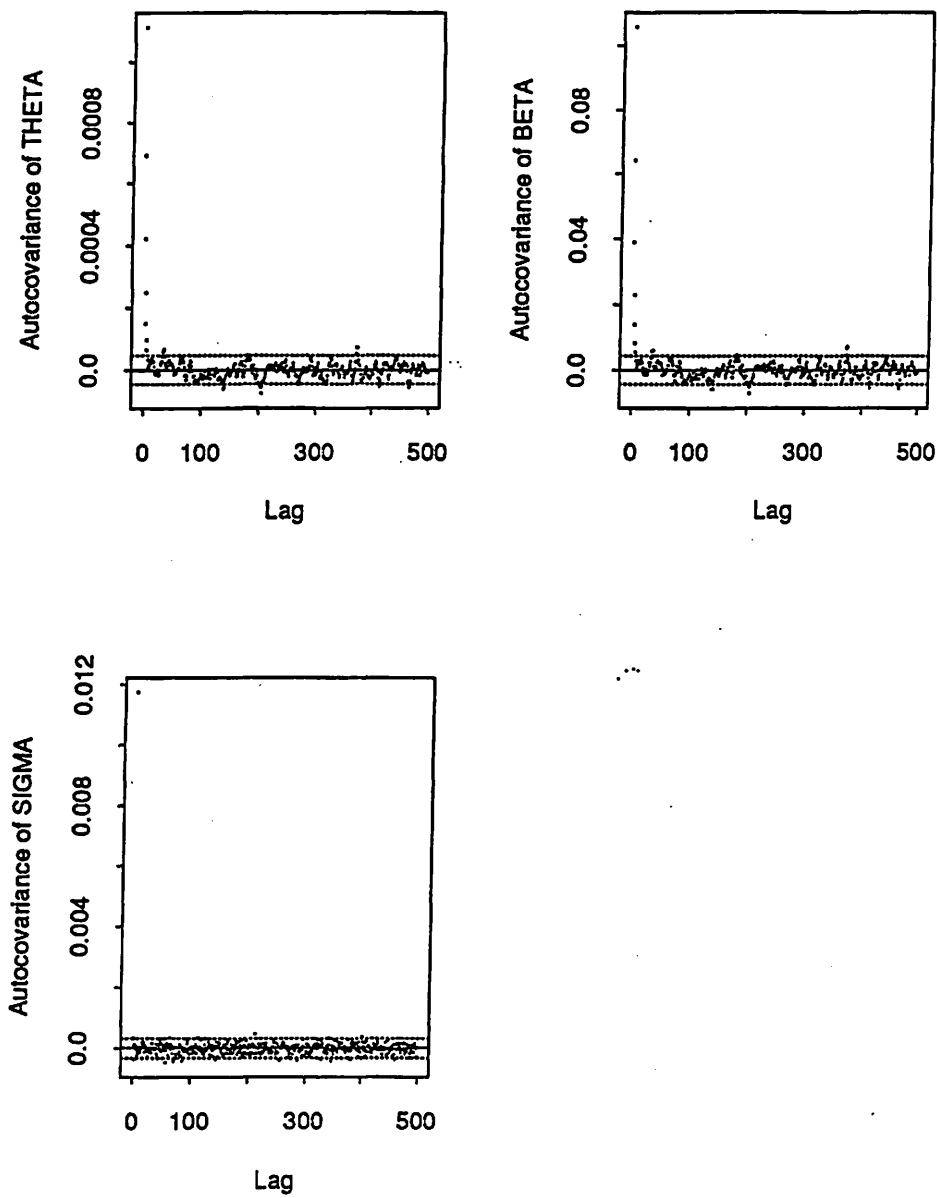 Autocovariance of THETA
0.0008
0.0004
0.0
0 100 300 500
Lag
Autocovariance of BETA
0.08
0.04
0.0
0 100 300 500
Lag
Autocovariance of SIGMA
0.012
0.008
0.004
0.0
0 100 300 500
Lag